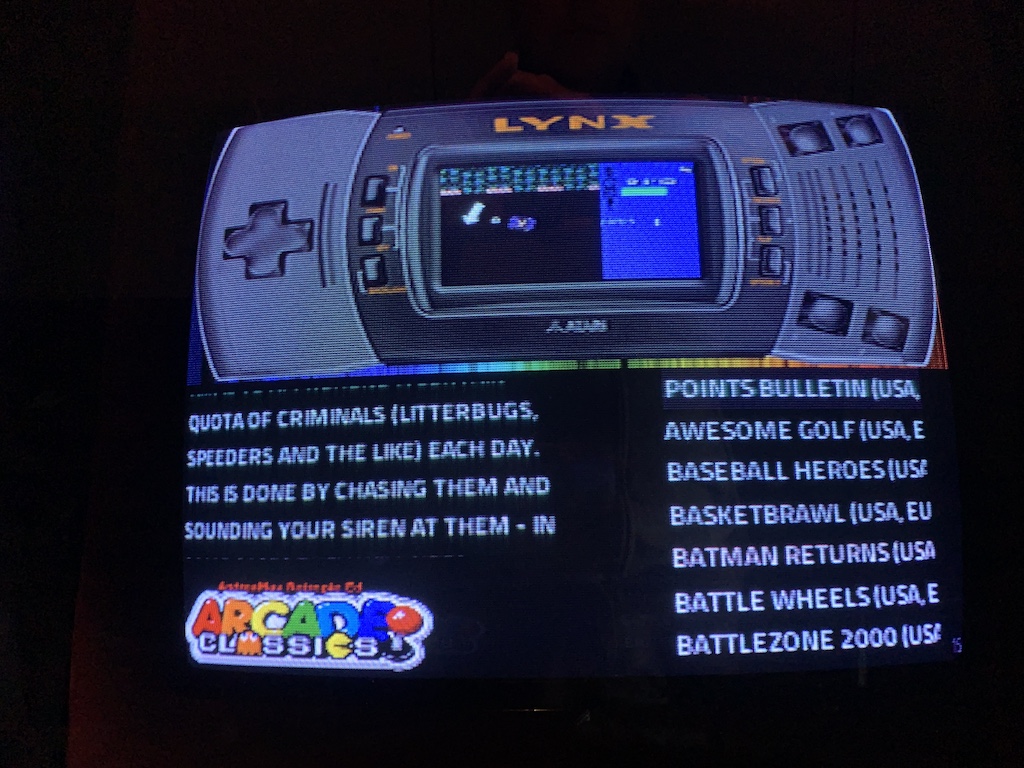 LYNX
ATARI
QUOTA OF CRIMINALS (LITTERBUGS,
SPEEDERS AND THE LIKE) EACH DAY.
THIS IS DONE BY CHASING THEM AND
SOUNDING YOUR SIREN AT THEM - IN
POINTS BULLETIN (USA,
AWESOME GOLF (USA, E
BASEBALL HEROES (USA
BASKETBRAWL (USA, EU
BATMAN RETURNS (USA
BATTLE WHEELS (USA, E
BATTLEZONE 2000 (USA
ARCADE
CLASSICS
15